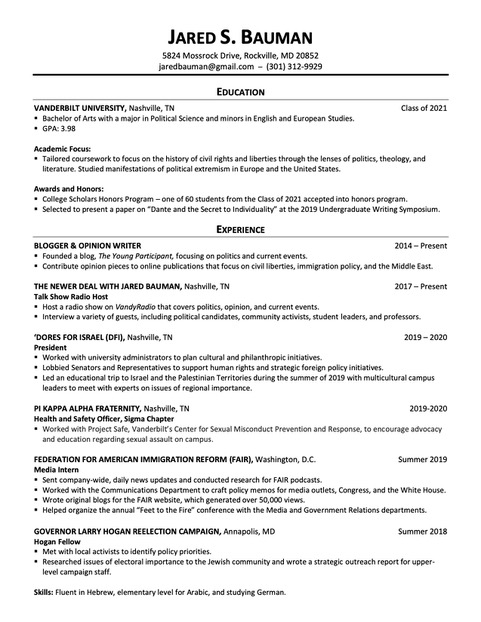 JARED S. BAUMAN
5824 Mossrock Drive, Rockville, MD 20852
jaredbauman@gmail.com – (301) 312-9929
EDUCATION
VANDERBILT UNIVERSITY, Nashville, TN Class of 2021
▪ Bachelor of Arts with a major in Political Science and minors in English and European Studies.
▪ GPA: 3.98
Academic Focus:
▪ Tailored coursework to focus on the history of civil rights and liberties through the lenses of politics, theology, and
literature. Studied manifestations of political extremism in Europe and the United States.
Awards and Honors:
▪ College Scholars Honors Program – one of 60 students from the Class of 2021 accepted into honors program.
▪ Selected to present a paper on “Dante and the Secret to Individuality” at the 2019 Undergraduate Writing Symposium.
EXPERIENCE
BLOGGER & OPINION WRITER 2014 – Present
▪ Founded a blog, The Young Participant, focusing on politics and current events.
▪ Contribute opinion pieces to online publications that focus on civil liberties, immigration policy, and the Middle East.
THE NEWER DEAL WITH JARED BAUMAN, Nashville, TN 2017 – Present
Talk Show Radio Host
▪ Host a radio show on VandyRadio that covers politics, opinion, and current events.
▪ Interview a variety of guests, including political candidates, community activists, student leaders, and professors.
‘DORES FOR ISRAEL (DFI), Nashville, TN 2019 – 2020
President
▪ Worked with university administrators to plan cultural and philanthropic initiatives.
▪ Lobbied Senators and Representatives to support human rights and strategic foreign policy initiatives.
▪ Led an educational trip to Israel and the Palestinian Territories during the summer of 2019 with multicultural campus
leaders to meet with experts on issues of regional importance.
PI KAPPA ALPHA FRATERNITY, Nashville, TN 2019-2020
Health and Safety Officer, Sigma Chapter
▪ Worked with Project Safe, Vanderbilt’s Center for Sexual Misconduct Prevention and Response, to encourage advocacy
and education regarding sexual assault on campus.
FEDERATION FOR AMERICAN IMMIGRATION REFORM (FAIR), Washington, D.C. Summer 2019
Media Intern
▪ Sent company-wide, daily news updates and conducted research for FAIR podcasts.
▪ Worked with the Communications Department to craft policy memos for media outlets, Congress, and the White House.
▪ Wrote original blogs for the FAIR website, which generated over 50,000 views.
▪ Helped organize the annual “Feet to the Fire” conference with the Media and Government Relations departments.
GOVERNOR LARRY HOGAN REELECTION CAMPAIGN, Annapolis, MD Summer 2018
Hogan Fellow
▪ Met with local activists to identify policy priorities.
▪ Researched issues of electoral importance to the Jewish community and wrote a strategic outreach report for upper-
level campaign staff.
Skills: Fluent in Hebrew, elementary level for Arabic, and studying German.